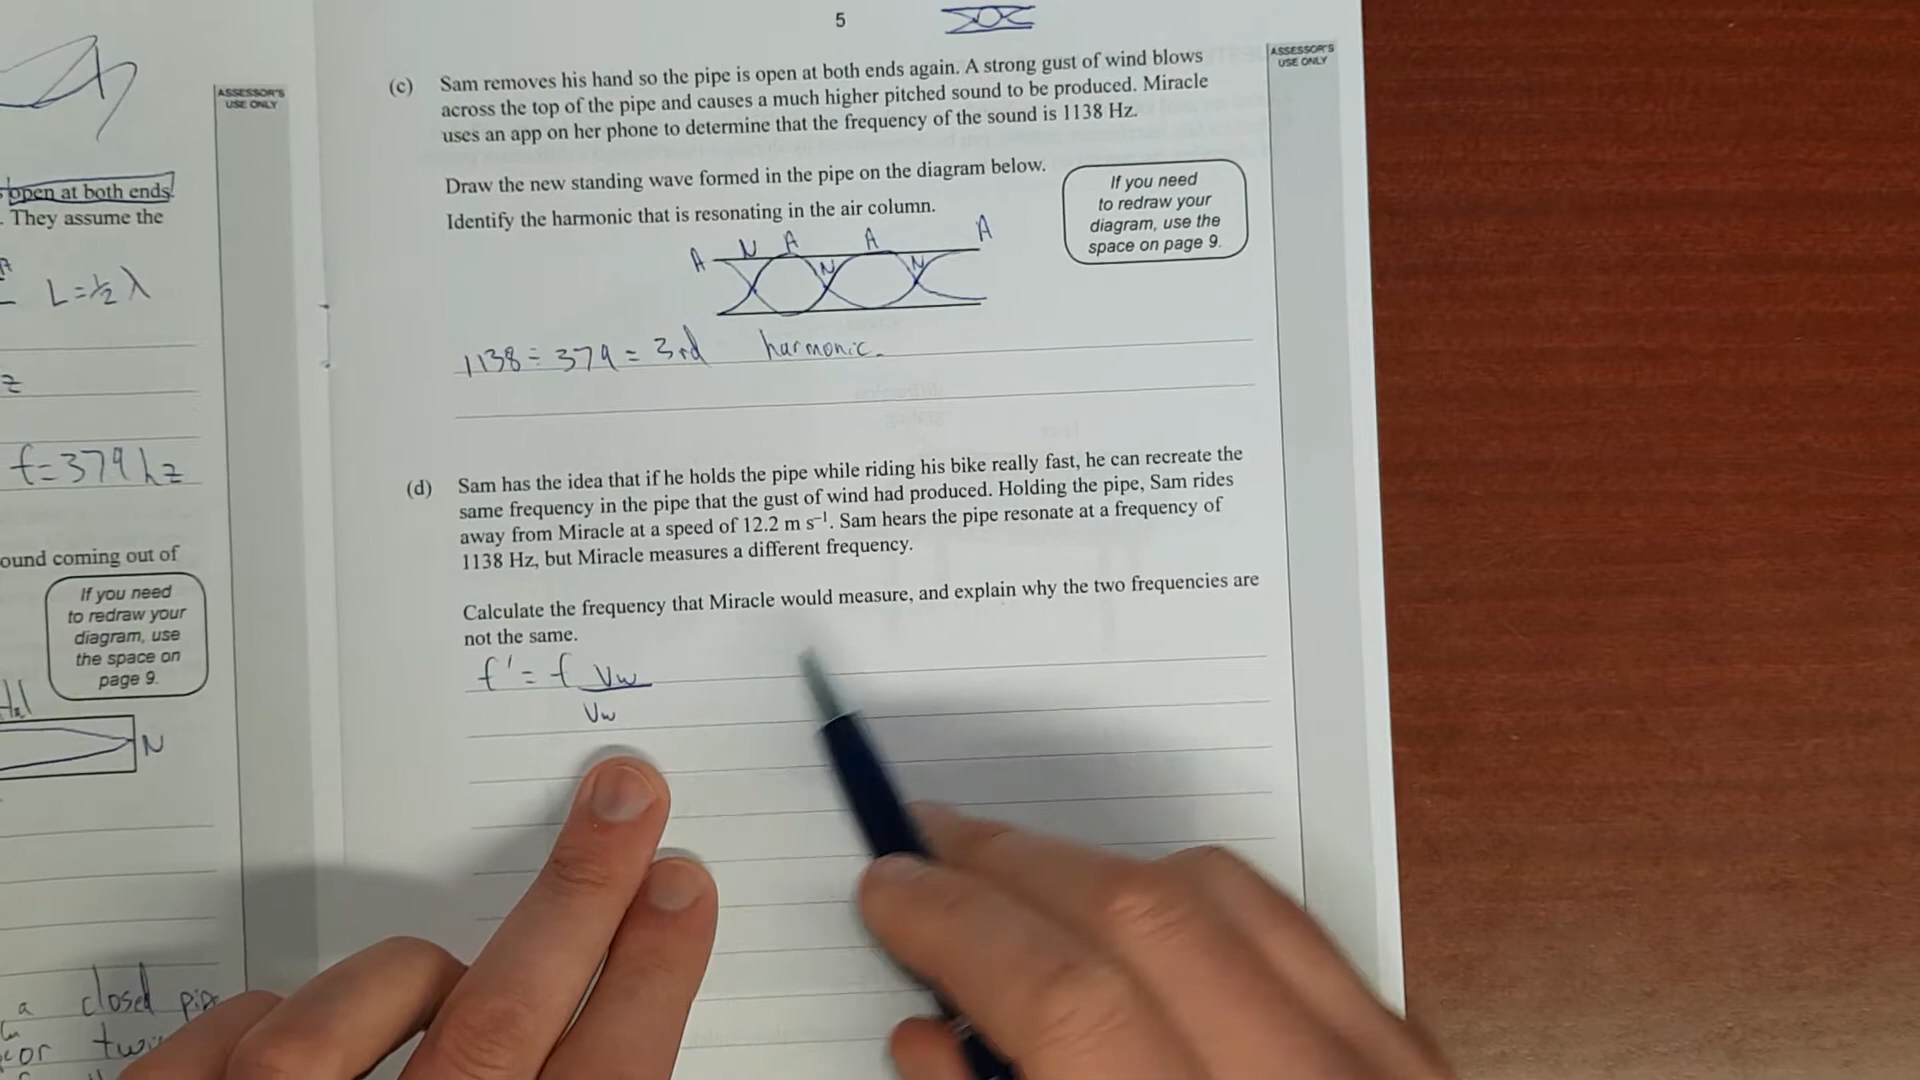 5
ASSESSOR'S
USE ONLY
open at both ends
. They assume the
L=½λ
f=379hz
ound coming out of
If you need
to redraw your
diagram, use
the space on
page 9.
N
a closed
or
(c) Sam removes his hand so the pipe is open at both ends again. A strong gust of wind blows
across the top of the pipe and causes a much higher pitched sound to be produced. Miracle
uses an app on her phone to determine that the frequency of the sound is 1138 Hz.
Draw the new standing wave formed in the pipe on the diagram below.
Identify the harmonic that is resonating in the air column.
If you need
to redraw your
diagram, use the
space on page 9.
ASSESSOR'S
USE ONLY
A N A A A
N N
1138 ÷ 379 = 3rd harmonic.
(d) Sam has the idea that if he holds the pipe while riding his bike really fast, he can recreate the
same frequency in the pipe that the gust of wind had produced. Holding the pipe, Sam rides
away from Miracle at a speed of 12.2 m s⁻¹. Sam hears the pipe resonate at a frequency of
1138 Hz, but Miracle measures a different frequency.
Calculate the frequency that Miracle would measure, and explain why the two frequencies are
not the same.
f' = f Vw
Vw